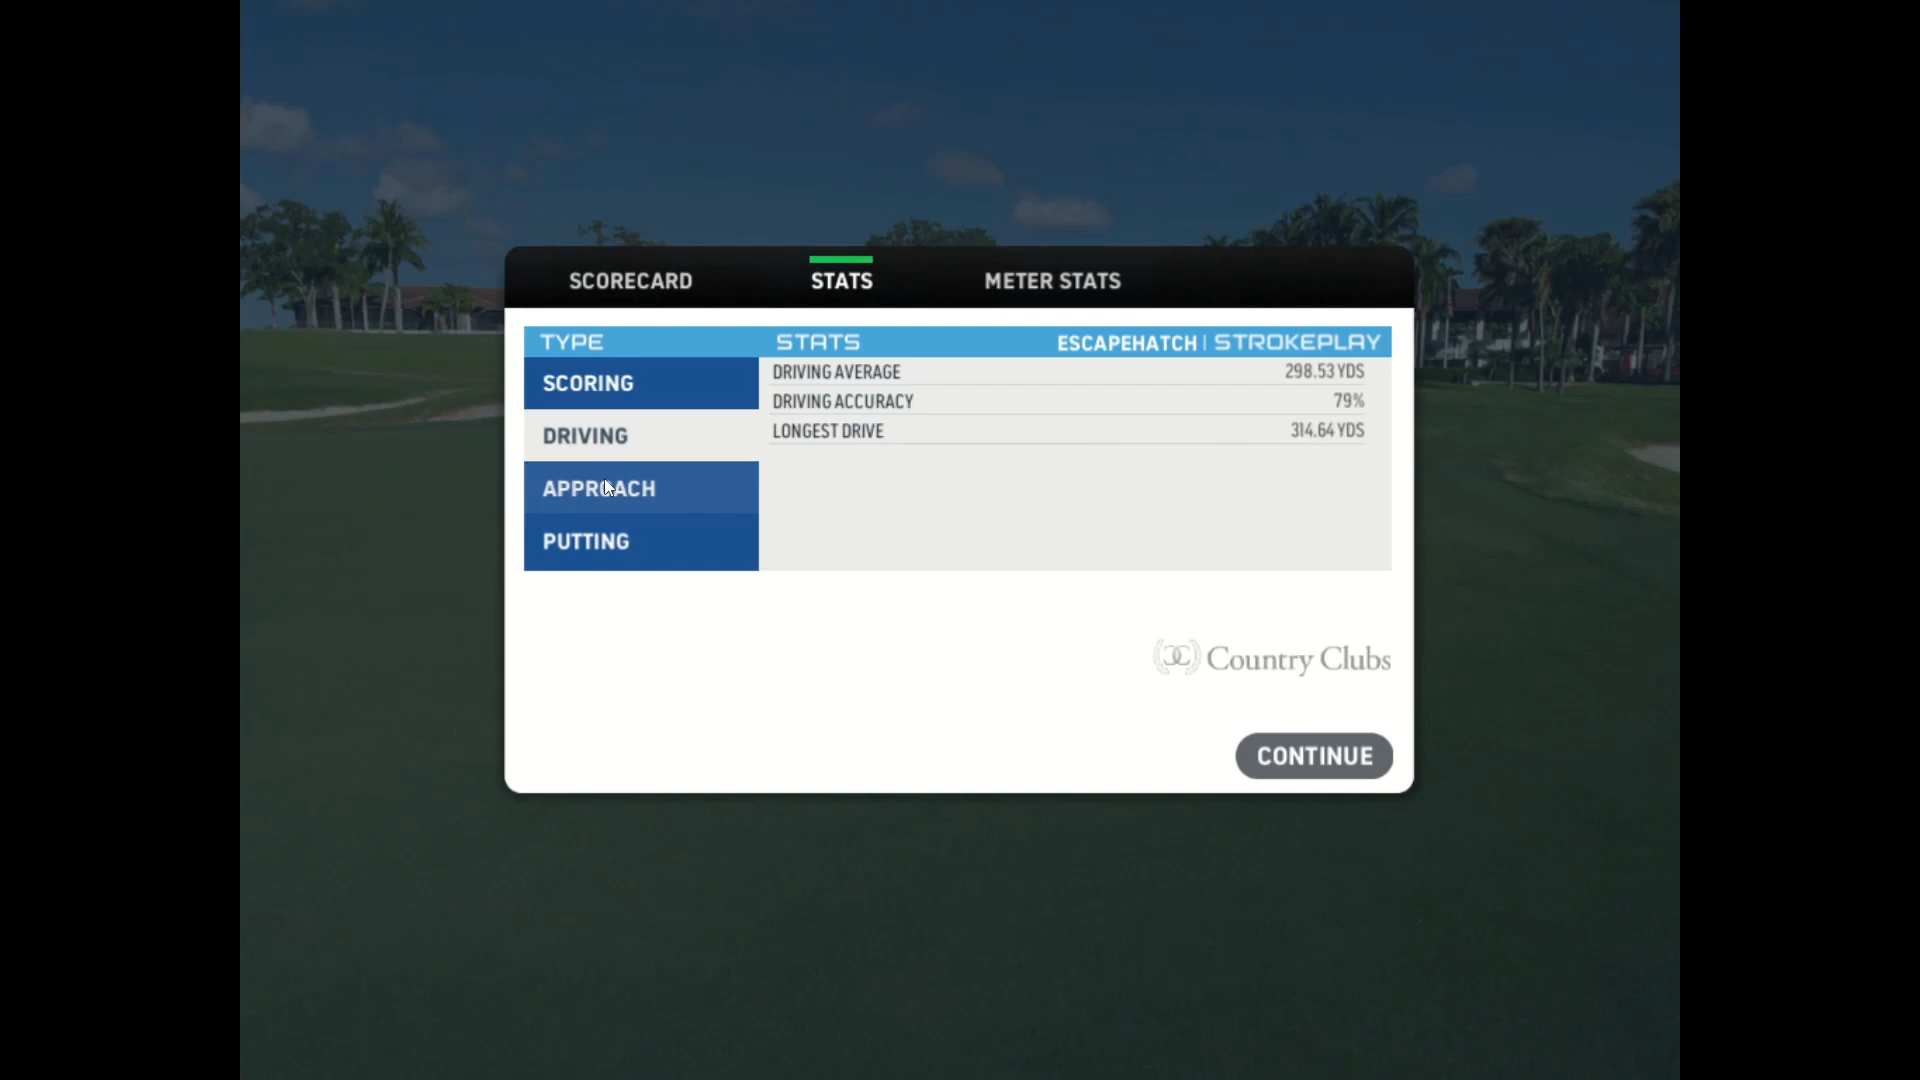 SCORECARD STATS METER STATS
TYPE STATS ESCAPEHATCH | STROKEPLAY
SCORING
DRIVING
APPROACH
PUTTING
DRIVING AVERAGE 298.53 YDS
DRIVING ACCURACY 79%
LONGEST DRIVE 314.64 YDS
CC Country Clubs
CONTINUE